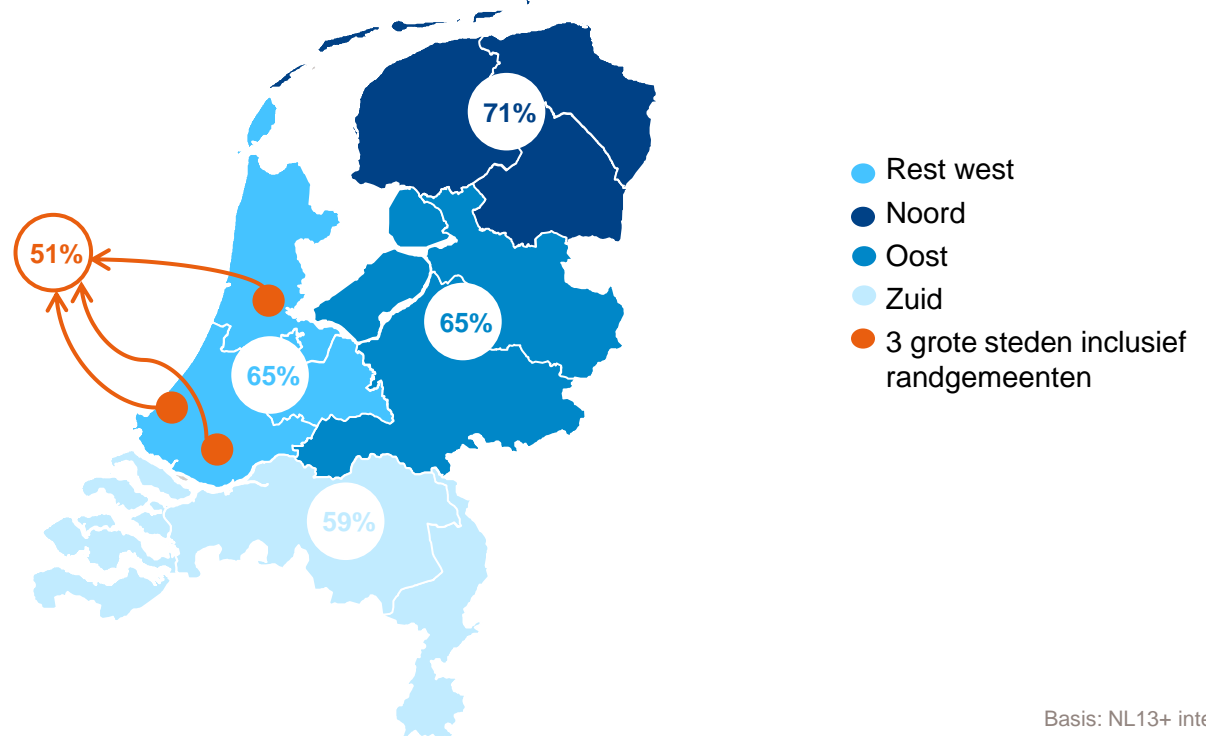 71%
51%
65%
65%
59%
Rest west
Noord
Oost
Zuid
3 grote steden inclusief
randgemeenten
Basis: NL13+